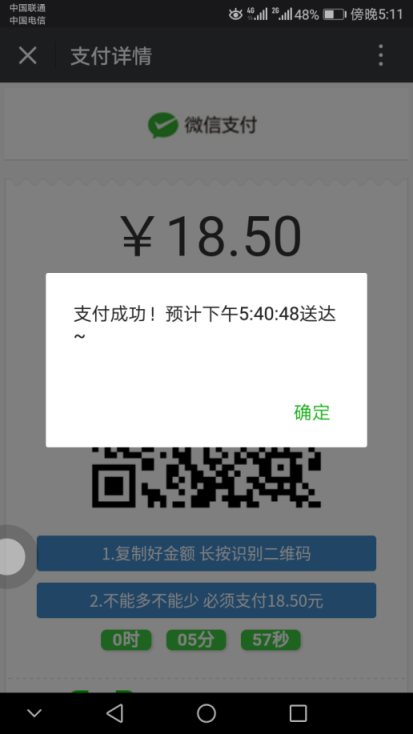 中国联通
中国电信
4G 2G 48% 傍晚5:11
支付详情
微信支付
￥18.50
支付成功！预计下午5:40:48送达
~
确定
1.复制好金额 长按识别二维码
2.不能多不能少 必须支付18.50元
0时 05分 57秒